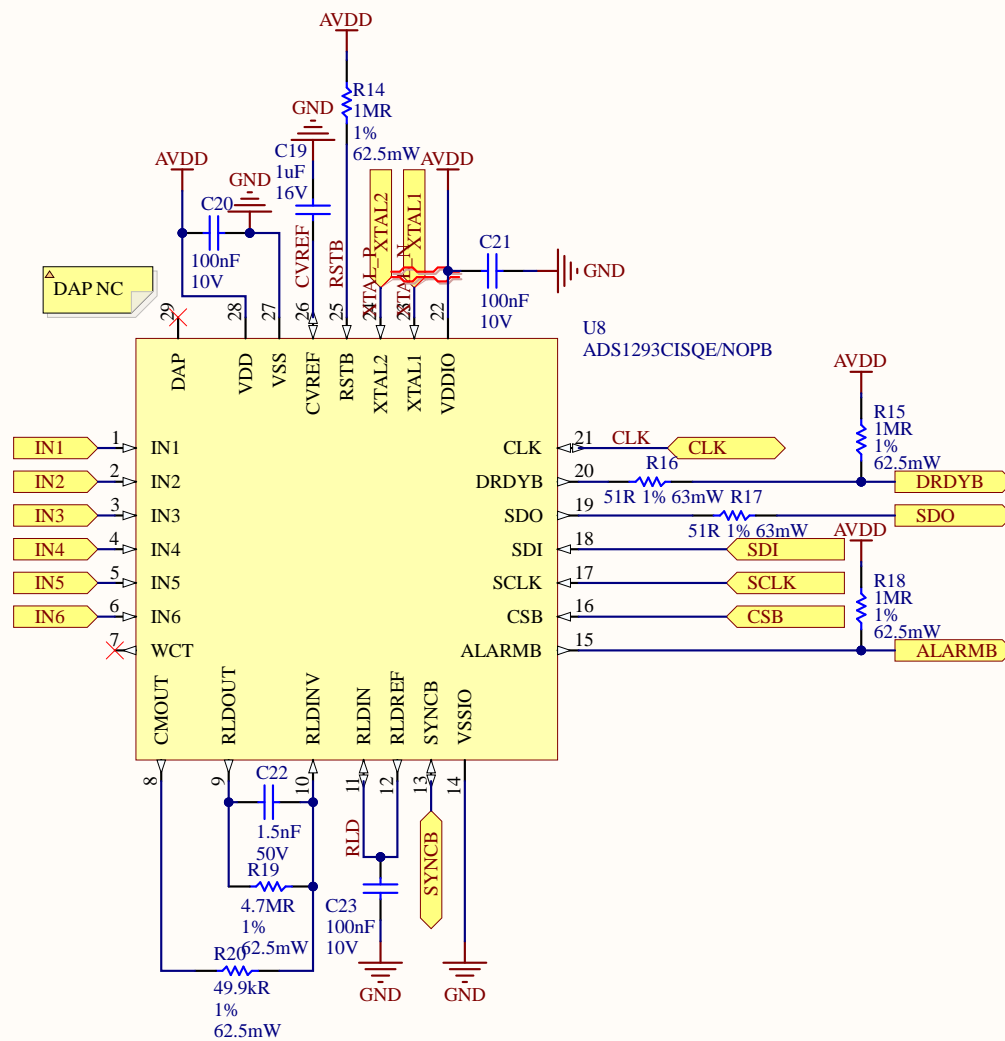 AVDD
R14
1MR
1%
62.5mW
GND
C19
1uF
16V
AVDD
GND
C20
100nF
10V
CVREF
RSTB
XTAL2
XTAL1
XTAL_P
XTAL_N
AVDD
C21
100nF
10V
GND
DAP NC
29
28
27
26
25
24
23
22
DAP
VDD
VSS
CVREF
RSTB
XTAL2
XTAL1
VDDIO
U8
ADS1293CISQE/NOPB
AVDD
R15
1MR
1%
62.5mW
IN1 1 IN1
IN2 2 IN2
IN3 3 IN3
IN4 4 IN4
IN5 5 IN5
IN6 6 IN6
7 WCT
CLK 21 CLK CLK
DRDYB 20 R16 DRDYB
51R 1% 63mW
SDO 19 R17 SDO
51R 1% 63mW
SDI 18 SDI
SCLK 17 SCLK
CSB 16 CSB
ALARMB 15 ALARMB
AVDD
R18
1MR
1%
62.5mW
CMOUT
RLDOUT
RLDINV
RLDIN
RLDREF
SYNCB
VSSIO
8
9
10
11
12
13
14
C22
1.5nF
50V
R19
4.7MR
1%
62.5mW
R20
49.9kR
1%
62.5mW
RLD
C23
100nF
10V
GND
SYNCB
GND